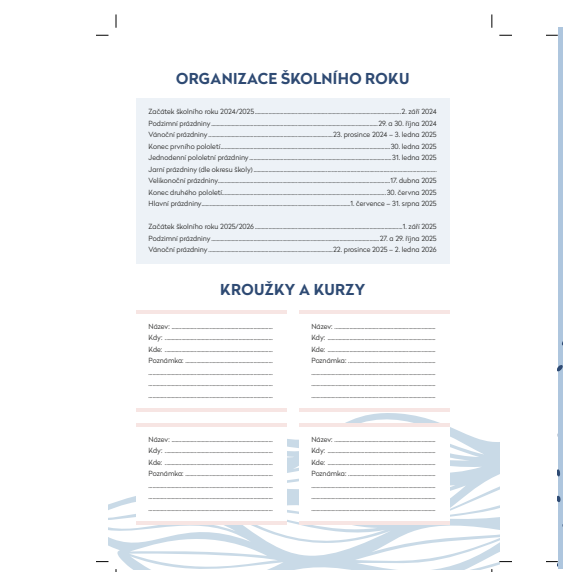 ORGANIZACE ŠKOLNÍHO ROKU
Začátek školního roku 2024/2025 2. září 2024
Podzimní prázdniny 29. a 30. října 2024
Vánoční prázdniny 23. prosince 2024 – 3. ledna 2025
Konec prvního pololetí 30. ledna 2025
Jednodenní pololetní prázdniny 31. ledna 2025
Jarní prázdniny (dle okresu školy)
Velikonoční prázdniny 17. dubna 2025
Konec druhého pololetí 30. června 2025
Hlavní prázdniny 1. července – 31. srpna 2025
Začátek školního roku 2025/2026 1. září 2025
Podzimní prázdniny 27. a 29. října 2025
Vánoční prázdniny 22. prosince 2025 – 2. ledna 2026
KROUŽKY A KURZY
Název:
Kdy:
Kde:
Poznámka:
Název:
Kdy:
Kde:
Poznámka:
Název:
Kdy:
Kde:
Poznámka:
Název:
Kdy:
Kde:
Poznámka: